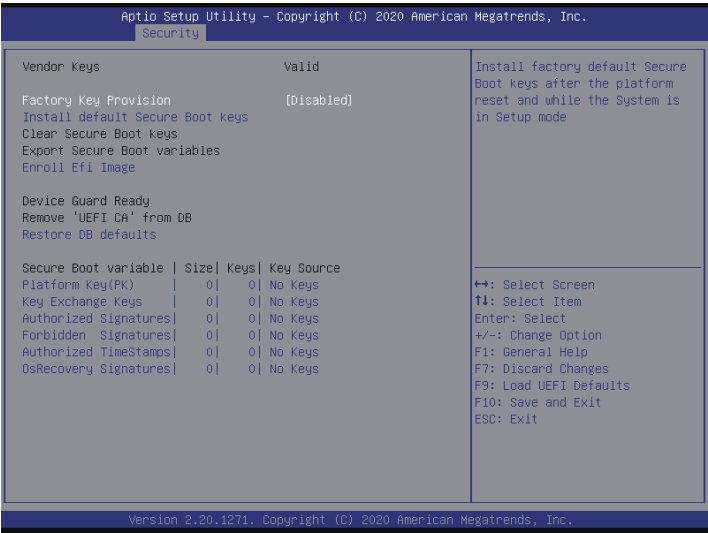 Aptio Setup Utility – Copyright (C) 2020 American Megatrends, Inc.
Security
Vendor Keys Valid
Factory Key Provision [Disabled]
Install default Secure Boot keys
Clear Secure Boot keys
Export Secure Boot variables
Enroll Efi Image
Device Guard Ready
Remove 'UEFI CA' from DB
Restore DB defaults
Secure Boot variable | Size| Keys| Key Source
Platform Key(PK) | 0| 0| No Keys
Key Exchange Keys | 0| 0| No Keys
Authorized Signatures| 0| 0| No Keys
Forbidden Signatures| 0| 0| No Keys
Authorized TimeStamps| 0| 0| No Keys
OsRecovery Signatures| 0| 0| No Keys
Install factory default Secure
Boot keys after the platform
reset and while the System is
in Setup mode
↔: Select Screen
↑↓: Select Item
Enter: Select
+/-: Change Option
F1: General Help
F7: Discard Changes
F9: Load UEFI Defaults
F10: Save and Exit
ESC: Exit
Version 2.20.1271. Copyright (C) 2020 American Megatrends, Inc.